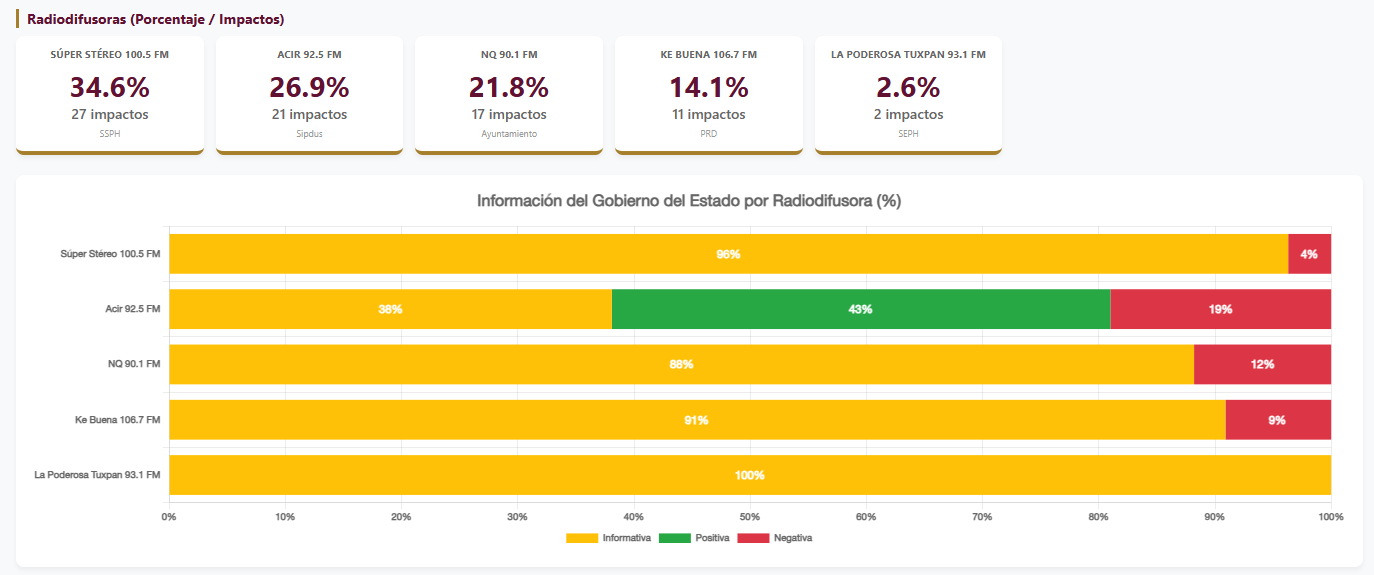 Radiodifusoras (Porcentaje / Impactos)
SÚPER STÉREO 100.5 FM
34.6%
27 impactos
SSPH
ACIR 92.5 FM
26.9%
21 impactos
Sipdus
NQ 90.1 FM
21.8%
17 impactos
Ayuntamiento
KE BUENA 106.7 FM
14.1%
11 impactos
PRD
LA PODEROSA TUXPAN 93.1 FM
2.6%
2 impactos
SEPH
Información del Gobierno del Estado por Radiodifusora (%)
Súper Stéreo 100.5 FM 96% 4%
Acir 92.5 FM 38% 43% 19%
NQ 90.1 FM 88% 12%
Ke Buena 106.7 FM 91% 9%
La Poderosa Tuxpan 93.1 FM 100%
0% 10% 20% 30% 40% 50% 60% 70% 80% 90% 100%
Informativa Positiva Negativa